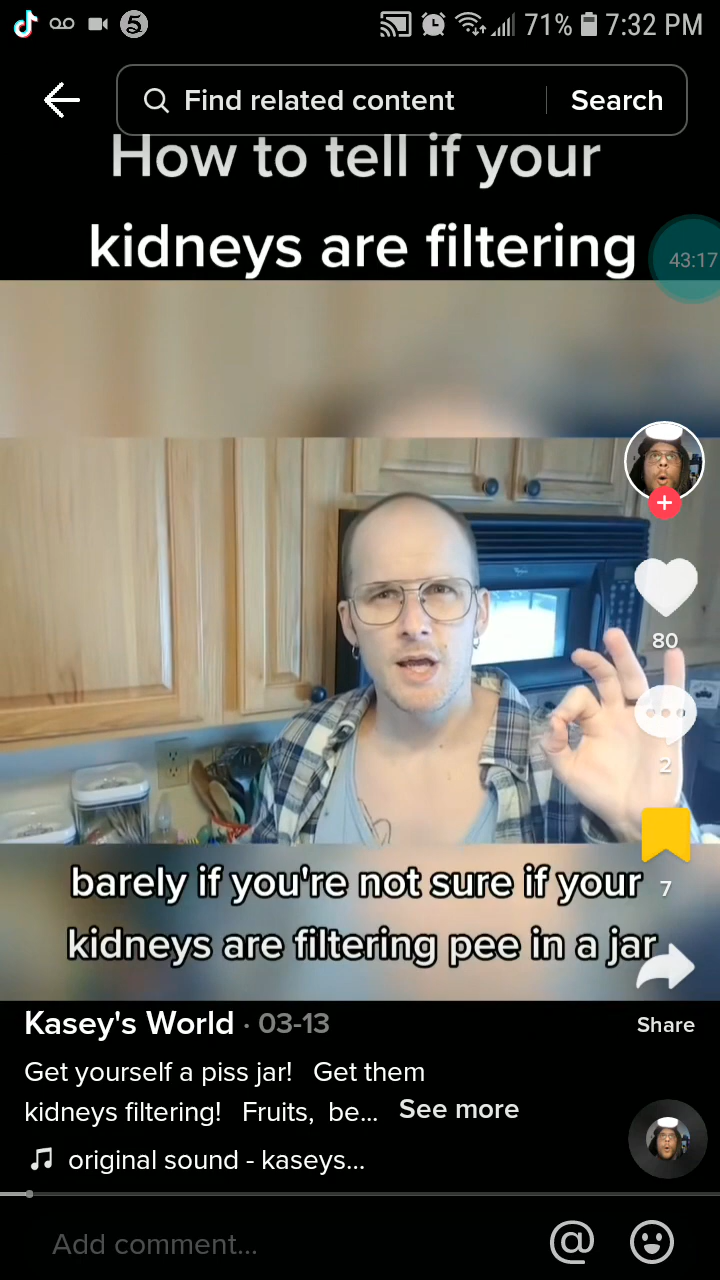 71% 7:32 PM
Find related content Search
How to tell if your
kidneys are filtering
43:17
80
2
barely if you're not sure if your
7
kidneys are filtering pee in a jar
Kasey's World · 03-13
Share
Get yourself a piss jar! Get them
kidneys filtering! Fruits, be... See more
original sound - kaseys...
Add comment...